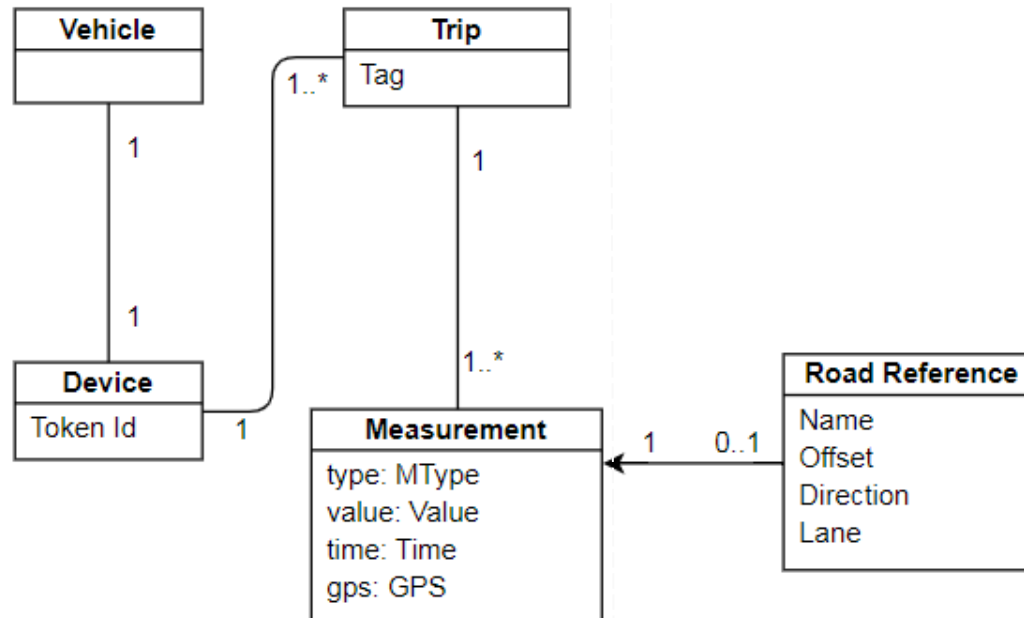 Vehicle
Trip
Tag
1..*
1
1
1
1..*
Device
Token Id
1
Measurement
type: MType
value: Value
time: Time
gps: GPS
1
0..1
Road Reference
Name
Offset
Direction
Lane